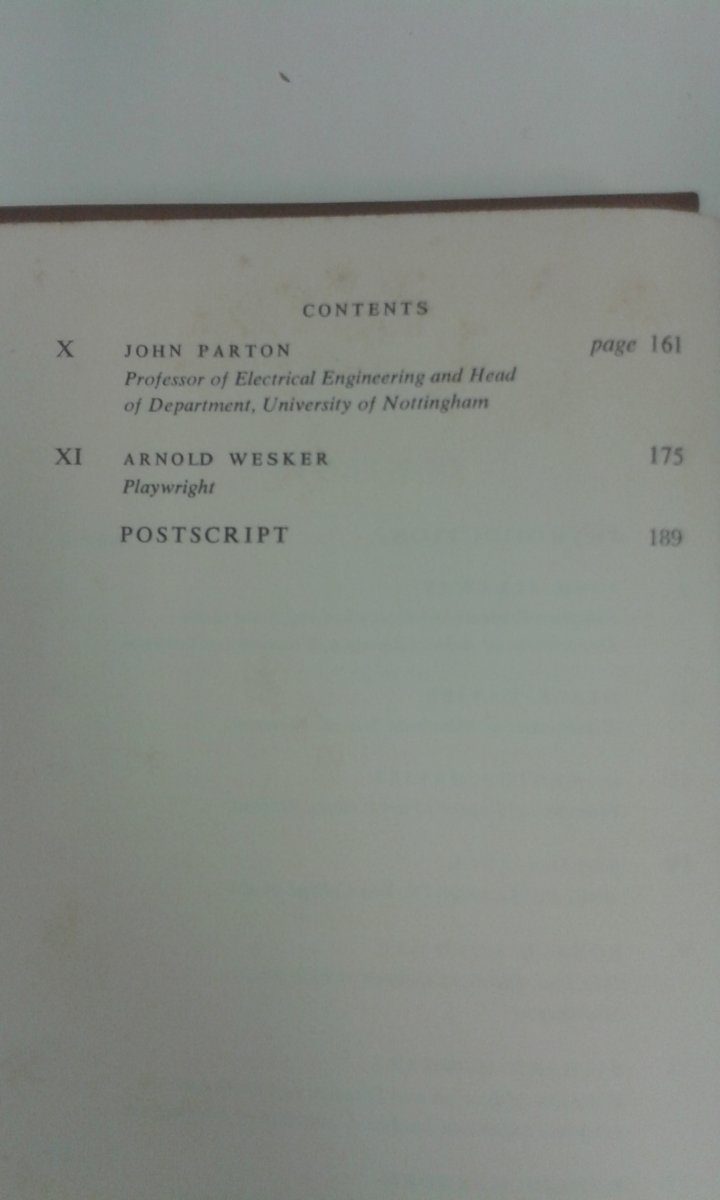 CONTENTS
X JOHN PARTON page 161
Professor of Electrical Engineering and Head
of Department, University of Nottingham
XI ARNOLD WESKER 175
Playwright
POSTSCRIPT 189